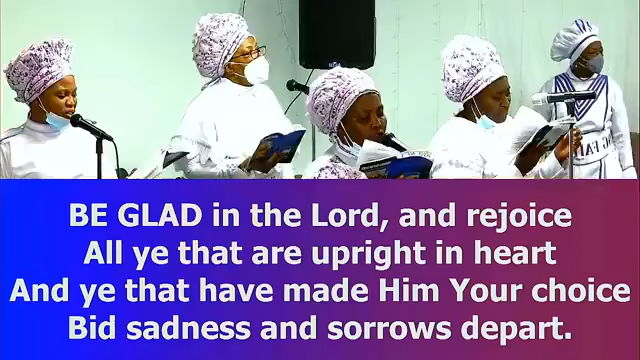 BE GLAD in the Lord, and rejoice
All ye that are upright in heart
And ye that have made Him Your choice
Bid sadness and sorrows depart.